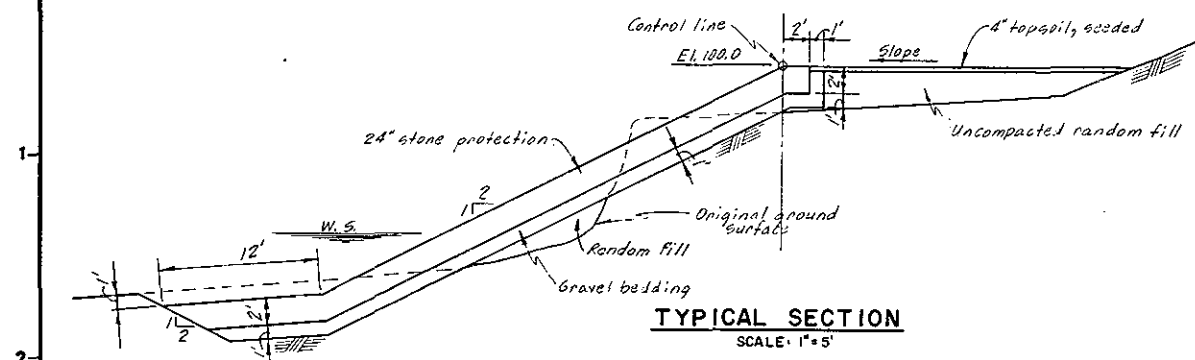 Control line
2'
1'
4" topsoil, seeded
El. 100.0
Slope
2'
1'
Uncompacted random fill
24" stone protection
1'
1-
2
1
Original ground
surface
W. S.
12'
Random fill
1'
Gravel bedding
2'
1
2
1'
TYPICAL SECTION
SCALE: 1"=5'
2-